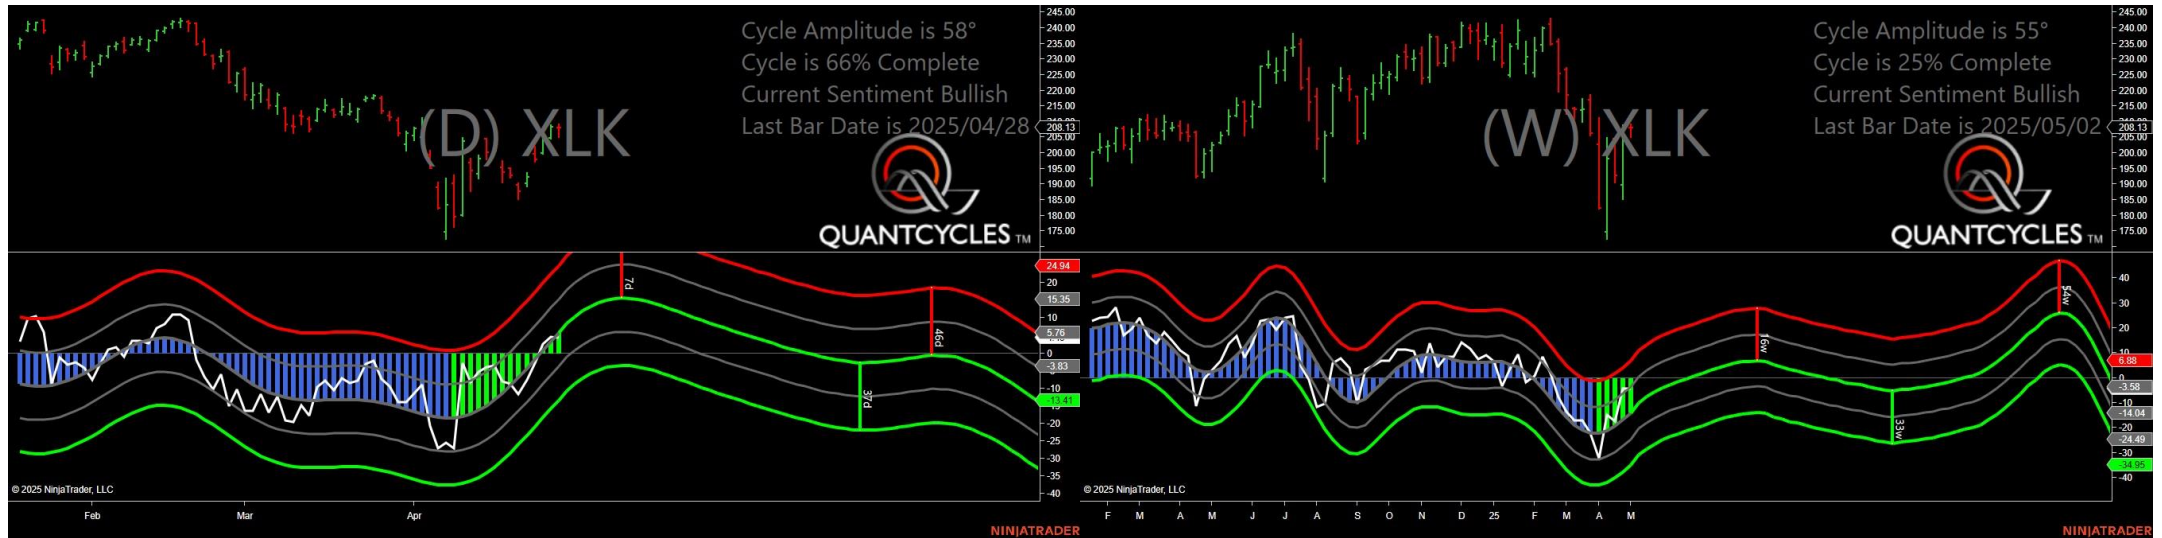 Cycle Amplitude is 58°
Cycle is 66% Complete
Current Sentiment Bullish
Last Bar Date is 2025/04/28
(D) XLK
QUANTCYCLES TM
245.00
240.00
235.00
230.00
225.00
220.00
215.00
210.00
208.13
205.00
200.00
195.00
190.00
185.00
180.00
175.00
7d
46d
37d
24.94
20
15.35
10
5.76
0
-3.83
-10
-13.41
-20
-25
-30
-35
-40
© 2025 NinjaTrader, LLC
Feb Mar Apr
NINJATRADER
Cycle Amplitude is 55°
Cycle is 25% Complete
Current Sentiment Bullish
Last Bar Date is 2025/05/02
(W) XLK
QUANTCYCLES TM
245.00
240.00
235.00
230.00
225.00
220.00
215.00
208.13
205.00
200.00
195.00
190.00
185.00
180.00
175.00
16w
54w
33w
40
30
20
10
6.88
0
-3.58
-10
-14.04
-20
-24.49
-30
-34.95
-40
© 2025 NinjaTrader, LLC
F M A M J J A S O N D 25 F M A M
NINJATRADER